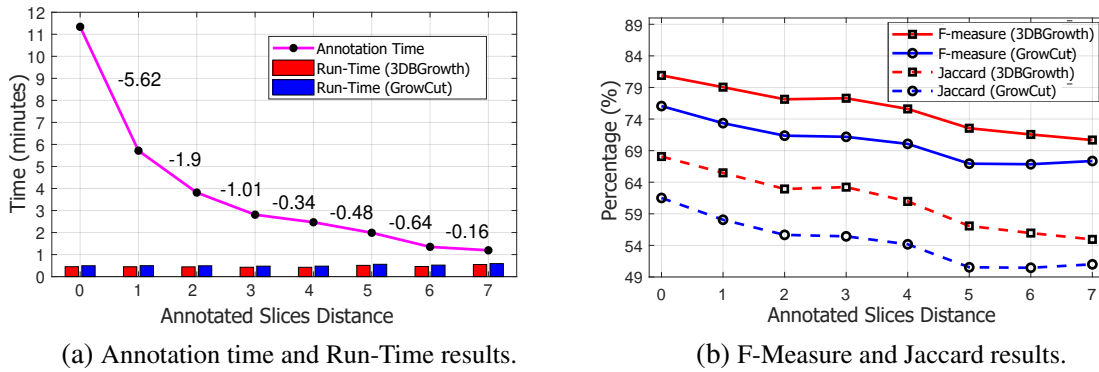 12
11
10
9
8
7
6
5
4
3
2
1
0
Time (minutes)
Annotation Time
Run-Time (3DBGrowth)
Run-Time (GrowCut)
-5.62
-1.9
-1.01
-0.34
-0.48
-0.64
-0.16
0 1 2 3 4 5 6 7
Annotated Slices Distance
(a) Annotation time and Run-Time results.
89
84
79
74
69
64
59
54
49
Percentage (%)
F-measure (3DBGrowth)
F-measure (GrowCut)
Jaccard (3DBGrowth)
Jaccard (GrowCut)
0 1 2 3 4 5 6 7
Annotated Slices Distance
(b) F-Measure and Jaccard results.